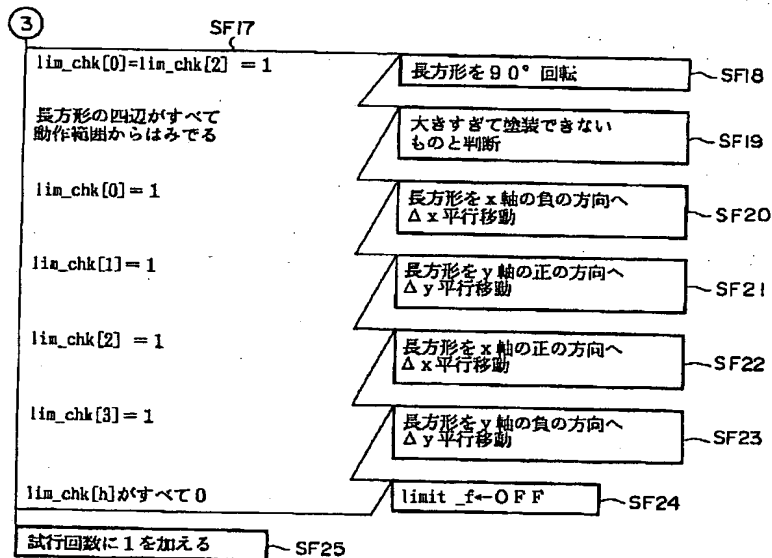 3
SF17
lim_chk[0]=lim_chk[2] = 1
長方形を90°回転
SF18
長方形の四辺がすべて
動作範囲からはみでる
大きすぎて塗装できない
ものと判断
SF19
lim_chk[0]=1
長方形をx軸の負の方向へ
Δx平行移動
SF20
lim_chk[1]=1
長方形をy軸の正の方向へ
Δy平行移動
SF21
lim_chk[2] =1
長方形をx軸の正の方向へ
Δx平行移動
SF22
lim_chk[3]=1
長方形をy軸の負の方向へ
Δy平行移動
SF23
lim_chk[h]がすべて0
limit _f←OFF
SF24
試行回数に1を加える
SF25